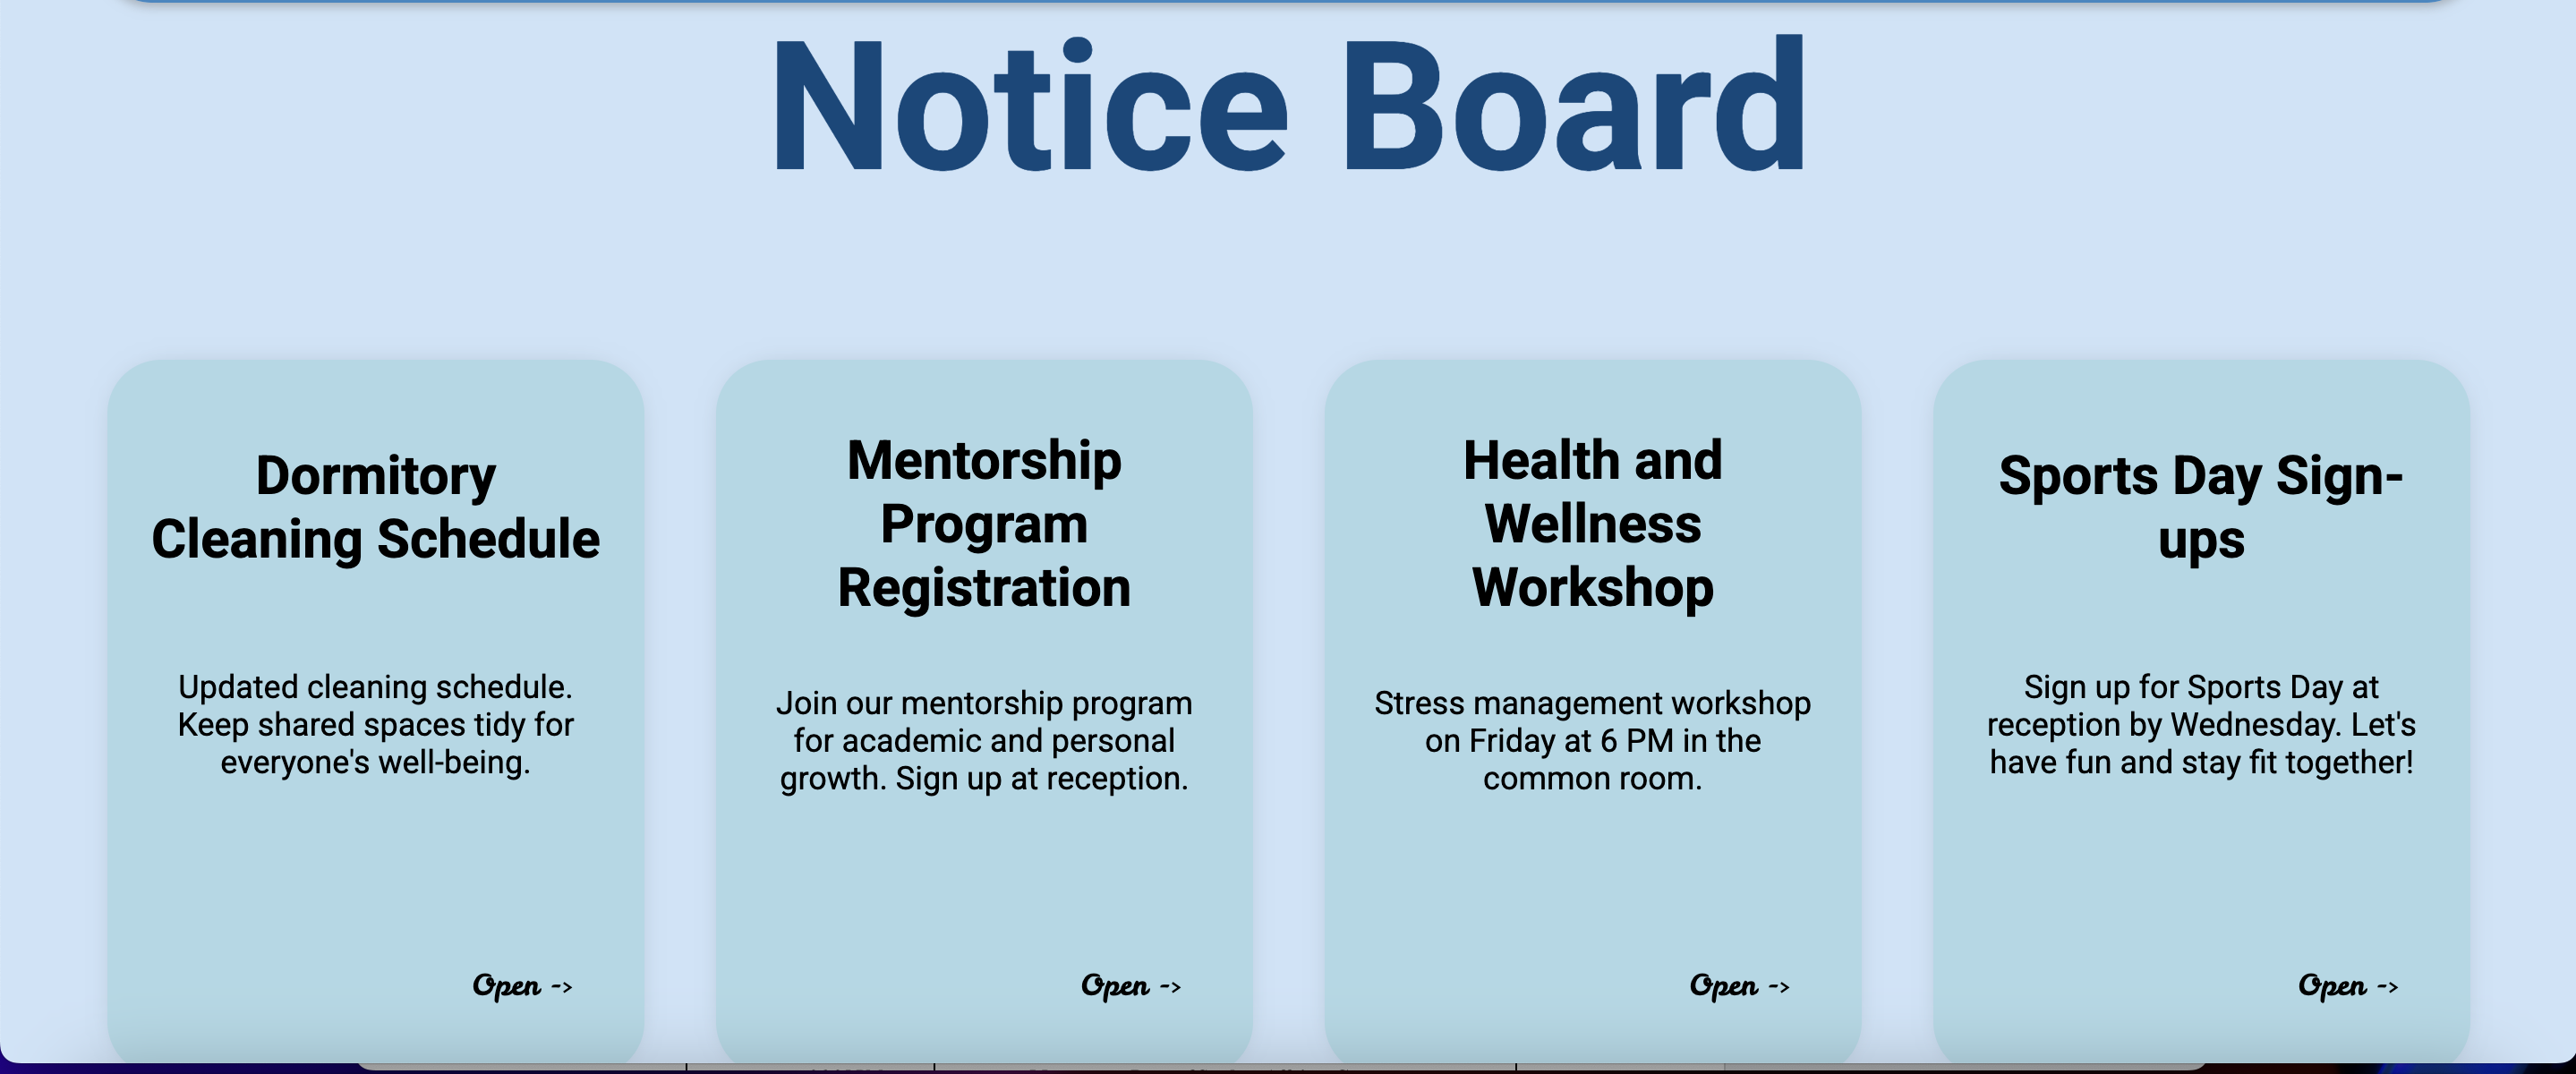 Notice Board
Dormitory
Cleaning Schedule
Updated cleaning schedule.
Keep shared spaces tidy for
everyone's well-being.
Open ->
Mentorship
Program
Registration
Join our mentorship program
for academic and personal
growth. Sign up at reception.
Open ->
Health and
Wellness
Workshop
Stress management workshop
on Friday at 6 PM in the
common room.
Open ->
Sports Day Sign-
ups
Sign up for Sports Day at
reception by Wednesday. Let's
have fun and stay fit together!
Open ->